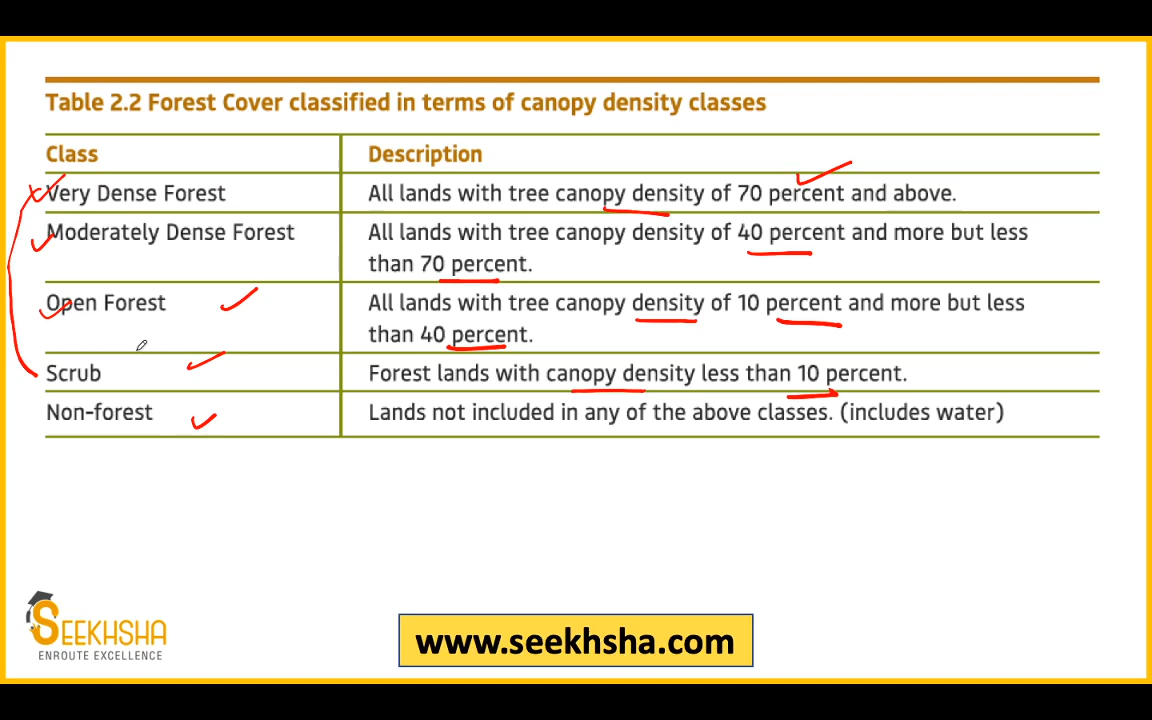 Table 2.2 Forest Cover classified in terms of canopy density classes
Class Description
Very Dense Forest All lands with tree canopy density of 70 percent and above.
Moderately Dense Forest All lands with tree canopy density of 40 percent and more but less
than 70 percent.
Open Forest All lands with tree canopy density of 10 percent and more but less
than 40 percent.
Scrub Forest lands with canopy density less than 10 percent.
Non-forest Lands not included in any of the above classes. (includes water)
SEEKHSHA
ENROUTE EXCELLENCE
www.seekhsha.com